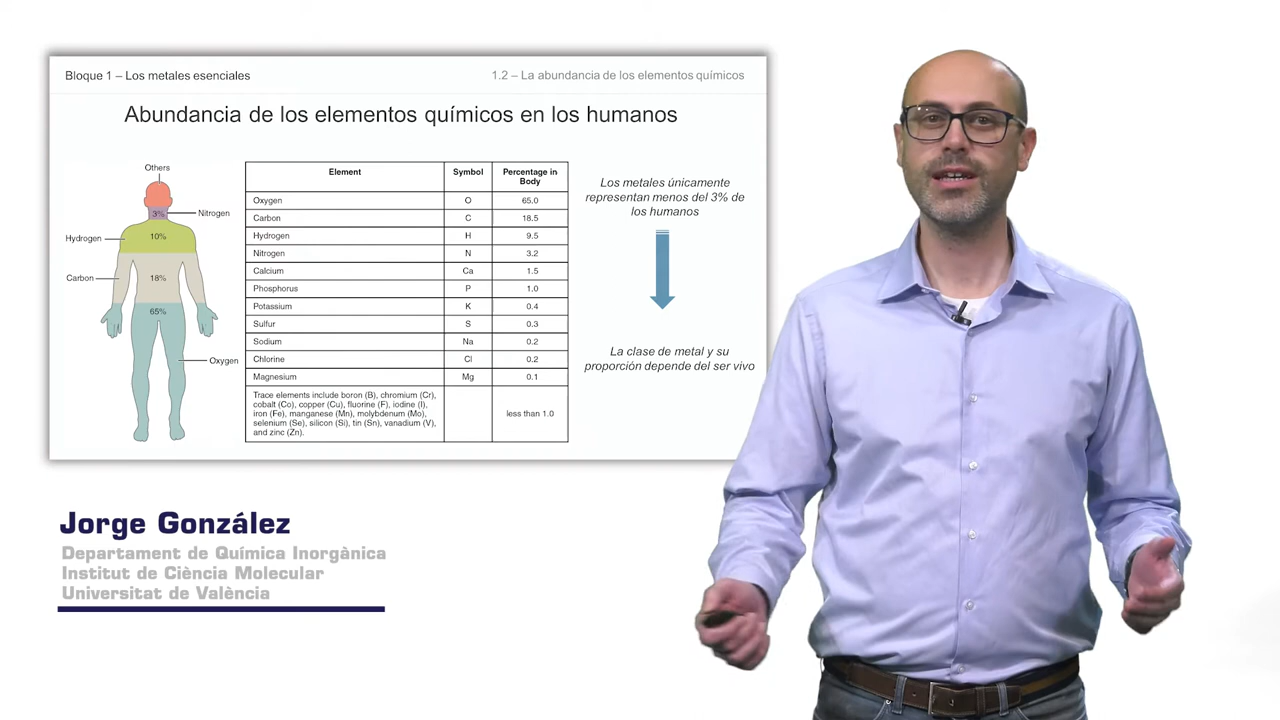 Bloque 1 – Los metales esenciales
1.2 – La abundancia de los elementos químicos
Abundancia de los elementos químicos en los humanos
Others
3%
Nitrogen
Hydrogen
10%
Carbon
18%
65%
Oxygen
Element Symbol Percentage in
Body
Oxygen O 65.0
Carbon C 18.5
Hydrogen H 9.5
Nitrogen N 3.2
Calcium Ca 1.5
Phosphorus P 1.0
Potassium K 0.4
Sulfur S 0.3
Sodium Na 0.2
Chlorine Cl 0.2
Magnesium Mg 0.1
Trace elements include boron (B), chromium (Cr),
cobalt (Co), copper (Cu), fluorine (F), iodine (I),
iron (Fe), manganese (Mn), molybdenum (Mo),
selenium (Se), silicon (Si), tin (Sn), vanadium (V),
and zinc (Zn).
less than 1.0
Los metales únicamente
representan menos del 3% de
los humanos
La clase de metal y su
proporción depende del ser vivo
Jorge González
Departament de Química Inorgànica
Institut de Ciència Molecular
Universitat de València